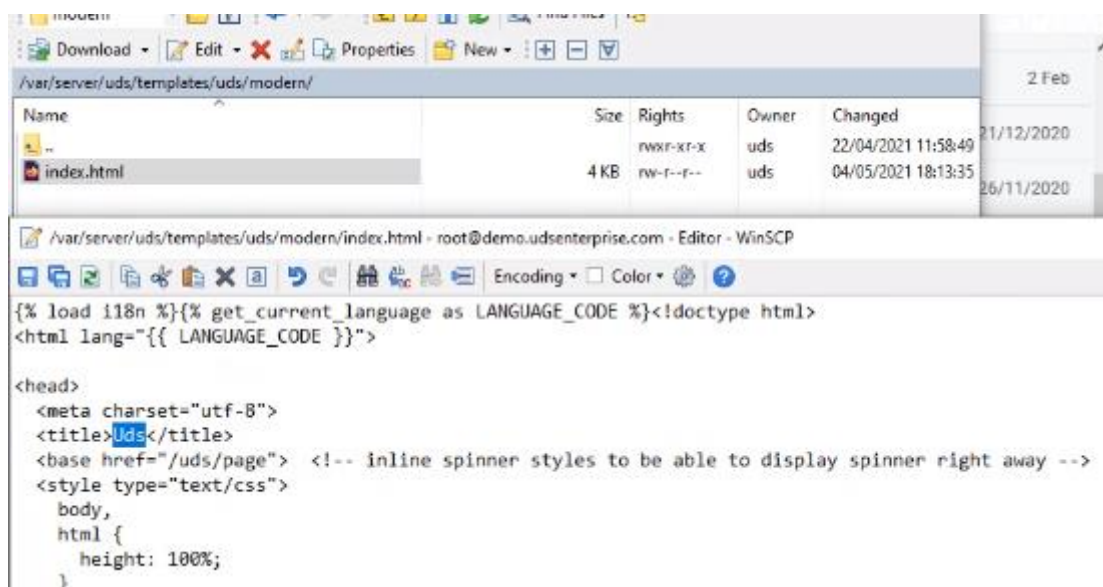 modern
Find Files
Download Edit Properties New
/var/server/uds/templates/uds/modern/
2 Feb
Name Size Rights Owner Changed
.. rwxr-xr-x uds 22/04/2021 11:58:49
21/12/2020
index.html 4 KB rw-r--r-- uds 04/05/2021 18:13:35
26/11/2020
/var/server/uds/templates/uds/modern/index.html - root@demo.udsenterprise.com - Editor - WinSCP
Encoding Color
{% load i18n %}{% get_current_language as LANGUAGE_CODE %}<!doctype html>
<html lang="{{ LANGUAGE_CODE }}">
<head>
<meta charset="utf-8">
<title>Uds</title>
<base href="/uds/page"> <!-- inline spinner styles to be able to display spinner right away -->
<style type="text/css">
body,
html {
height: 100%;
}